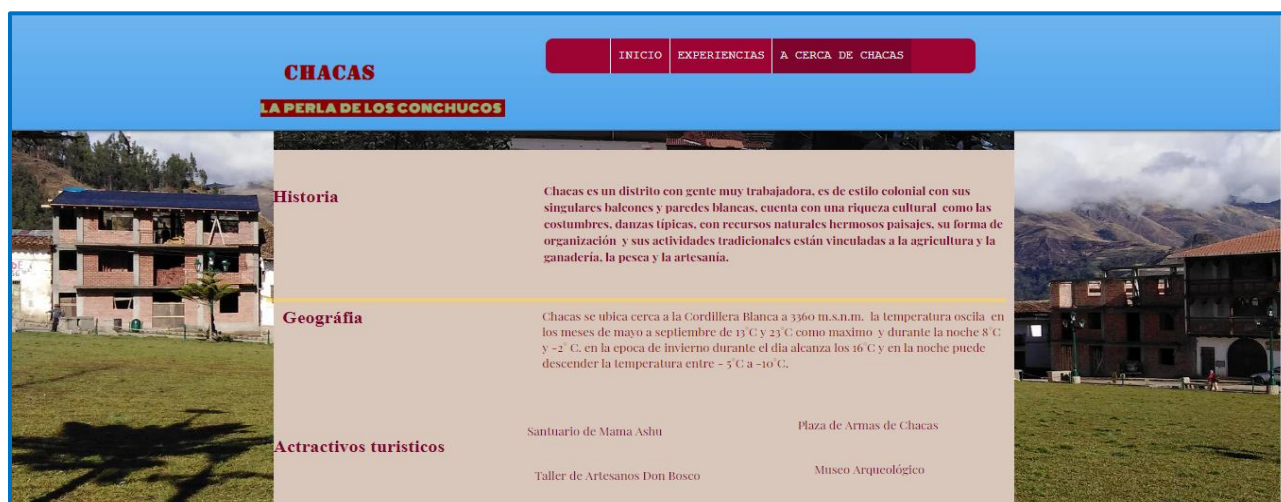 CHACAS
LA PERLA DE LOS CONCHUCOS
INICIO
EXPERIENCIAS
A CERCA DE CHACAS
Historia
Chacas es un distrito con gente muy trabajadora, es de estilo colonial con sus
singulares balcones y paredes blancas, cuenta con una riqueza cultural como las
costumbres, danzas típicas, con recursos naturales hermosos paisajes, su forma de
organización y sus actividades tradicionales están vinculadas a la agricultura y la
ganadería, la pesca y la artesanía.
Geográfia
Chacas se ubica cerca a la Cordillera Blanca a 3360 m.s.n.m. la temperatura oscila en
los meses de mayo a septiembre de 13°C y 23°C como maximo y durante la noche 8°C
y -2° C. en la epoca de invierno durante el dia alcanza los 16°C y en la noche puede
descender la temperatura entre - 5°C a -10°C.
Actractivos turisticos
Santuario de Mama Ashu
Plaza de Armas de Chacas
Taller de Artesanos Don Bosco
Museo Arqueológico